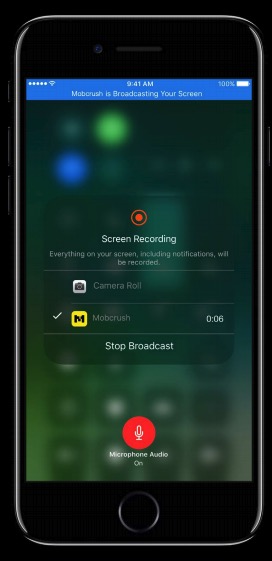 9:41 AM
100%
Mobcrush is Broadcasting Your Screen
Screen Recording
Everything on your screen, including notifications, will
be recorded.
Camera Roll
M Mobcrush 0:06
Stop Broadcast
Microphone Audio
On